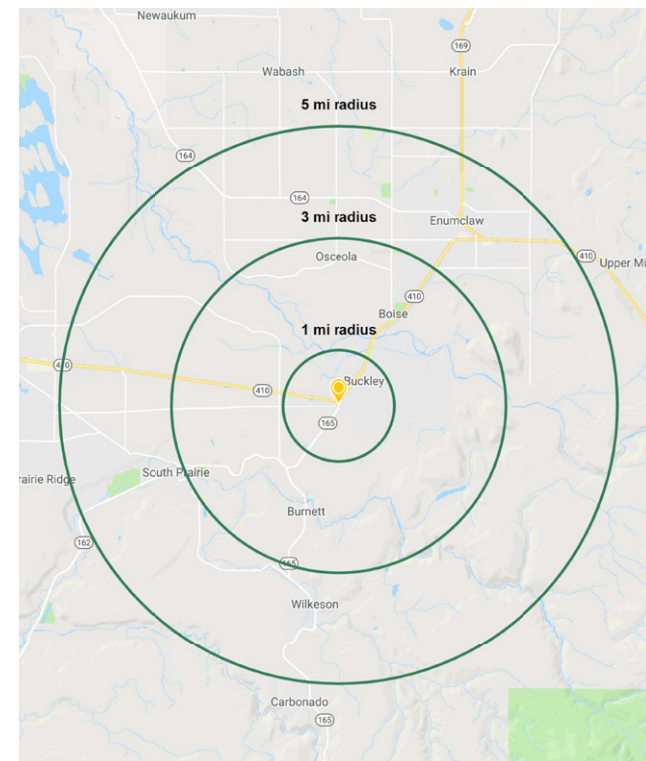 Newaukum
169
Wabash
Krain
5 mi radius
164
164
3 mi radius
Enumclaw
Osceola
410
Upper Mi
410
Boise
1 mi radius
410
Buckley
410
165
rairie Ridge
South Prairie
Burnett
162
165
Wilkeson
Carbonado
165